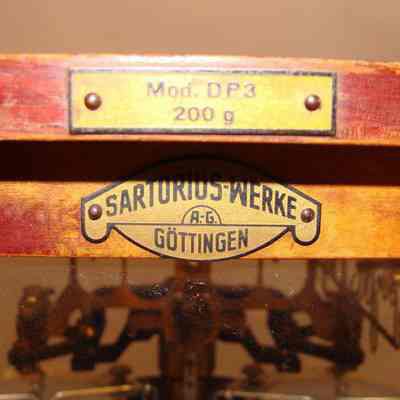 Mod. DP3
200 g
SARTORIUS-WERKE
A.-G.
GÖTTINGEN